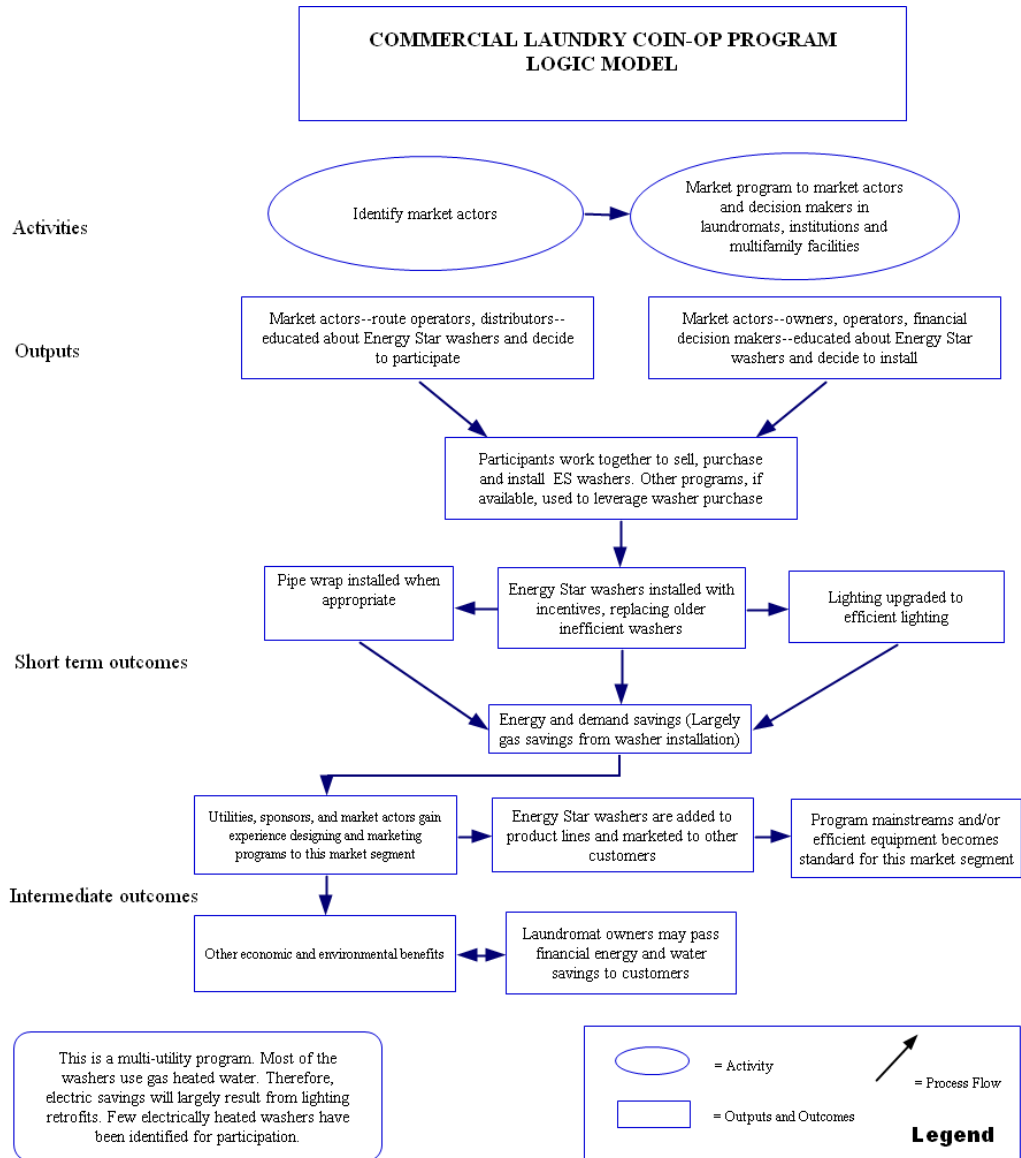 COMMERCIAL LAUNDRY COIN-OP PROGRAM
LOGIC MODEL
Activities
Identify market actors
Market program to market actors
and decision makers in
laundromats, institutions and
multifamily facilities
Outputs
Market actors--route operators, distributors--
educated about Energy Star washers and decide
to participate
Market actors--owners, operators, financial
decision makers--educated about Energy Star
washers and decide to install
Participants work together to sell, purchase
and install ES washers. Other programs, if
available, used to leverage washer purchase
Pipe wrap installed when
appropriate
Energy Star washers installed with
incentives, replacing older
inefficient washers
Lighting upgraded to
efficient lighting
Short term outcomes
Energy and demand savings (Largely
gas savings from washer installation)
Utilities, sponsors, and market actors gain
experience designing and marketing
programs to this market segment
Energy Star washers are added to
product lines and marketed to other
customers
Program mainstreams and/or
efficient equipment becomes
standard for this market segment
Intermediate outcomes
Other economic and environmental benefits
Laundromat owners may pass
financial energy and water
savings to customers
This is a multi-utility program. Most of the
washers use gas heated water. Therefore,
electric savings will largely result from lighting
retrofits. Few electrically heated washers have
been identified for participation.
= Activity
= Process Flow
= Outputs and Outcomes
Legend